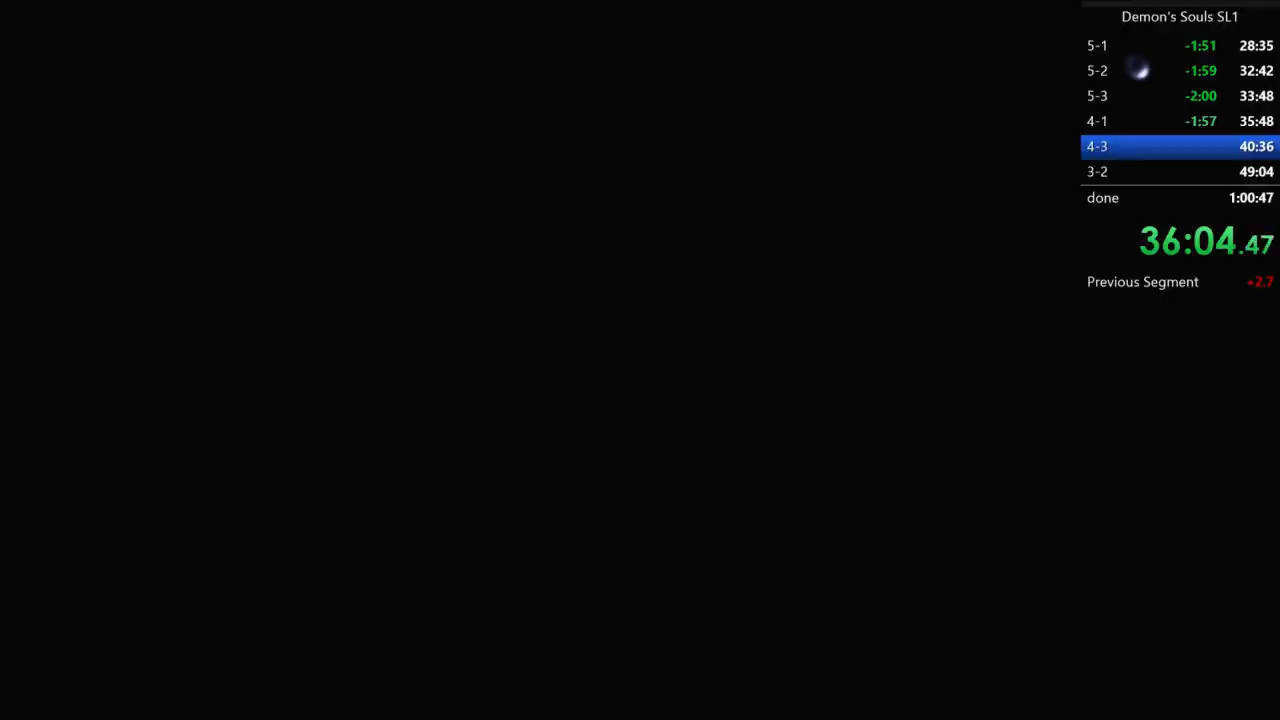 Demon's Souls SL1
5-1 -1:51 28:35
5-2 -1:59 32:42
5-3 -2:00 33:48
4-1 -1:57 35:48
4-3 40:36
3-2 49:04
done 1:00:47
36:04.47
Previous Segment +2.7